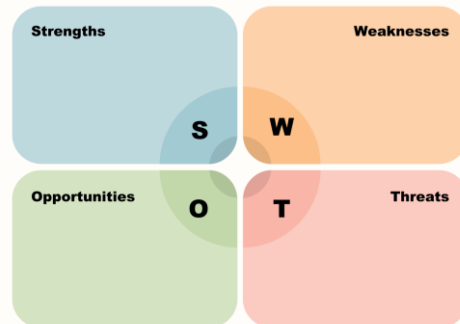 Strengths
Weaknesses
S
W
Opportunities
O
T
Threats